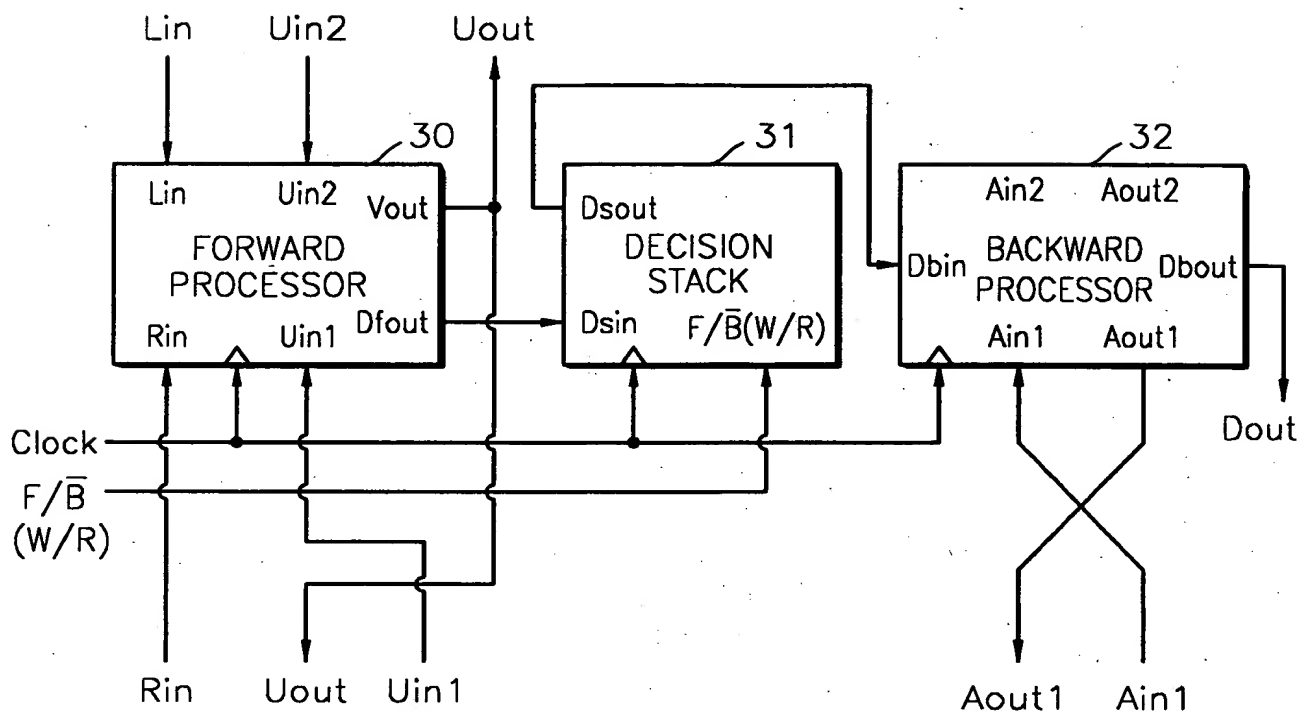 Lin Uin2 Uout
30 31 32
Lin Uin2 Vout
FORWARD
PROCESSOR
Dfout
Rin Uin1
Dsout
DECISION
STACK
Dsin F/B̅(W/R)
Ain2 Aout2
Dbin BACKWARD
PROCESSOR
Dbout
Ain1 Aout1
Clock
F/B̅
(W/R)
Dout
Rin Uout Uin1 Aout1 Ain1